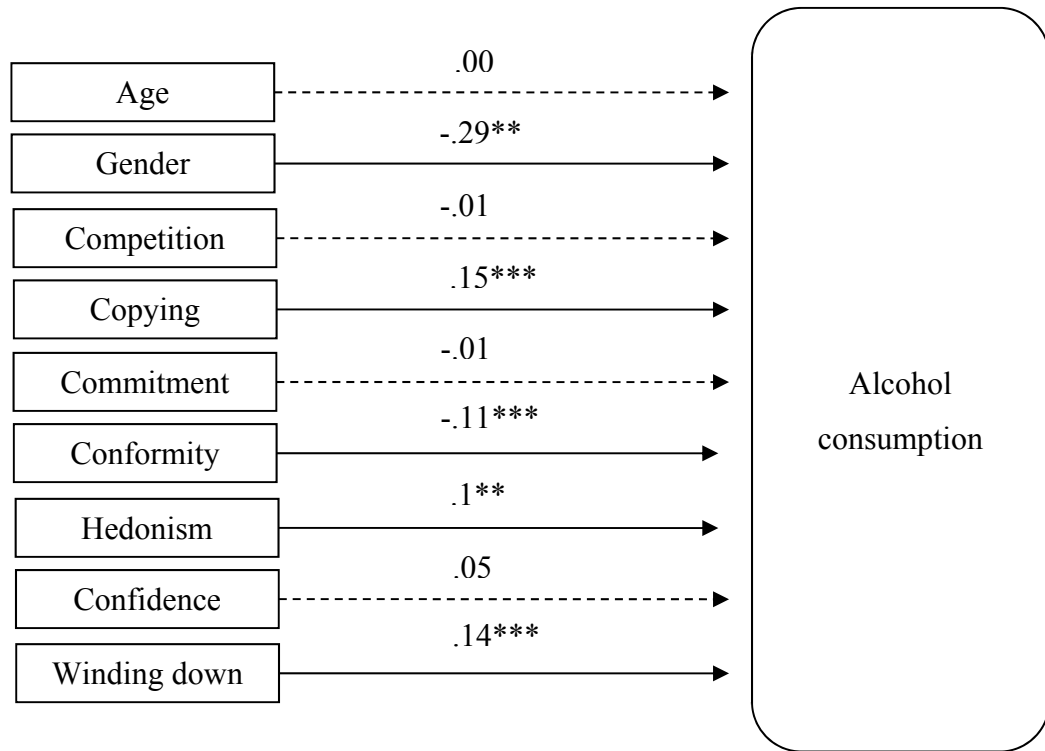 .00
Age
-.29**
Gender
-.01
Competition
.15***
Copying
-.01
Commitment
-.11***
Conformity
.1**
Hedonism
.05
Confidence
.14***
Winding down
Alcohol
consumption